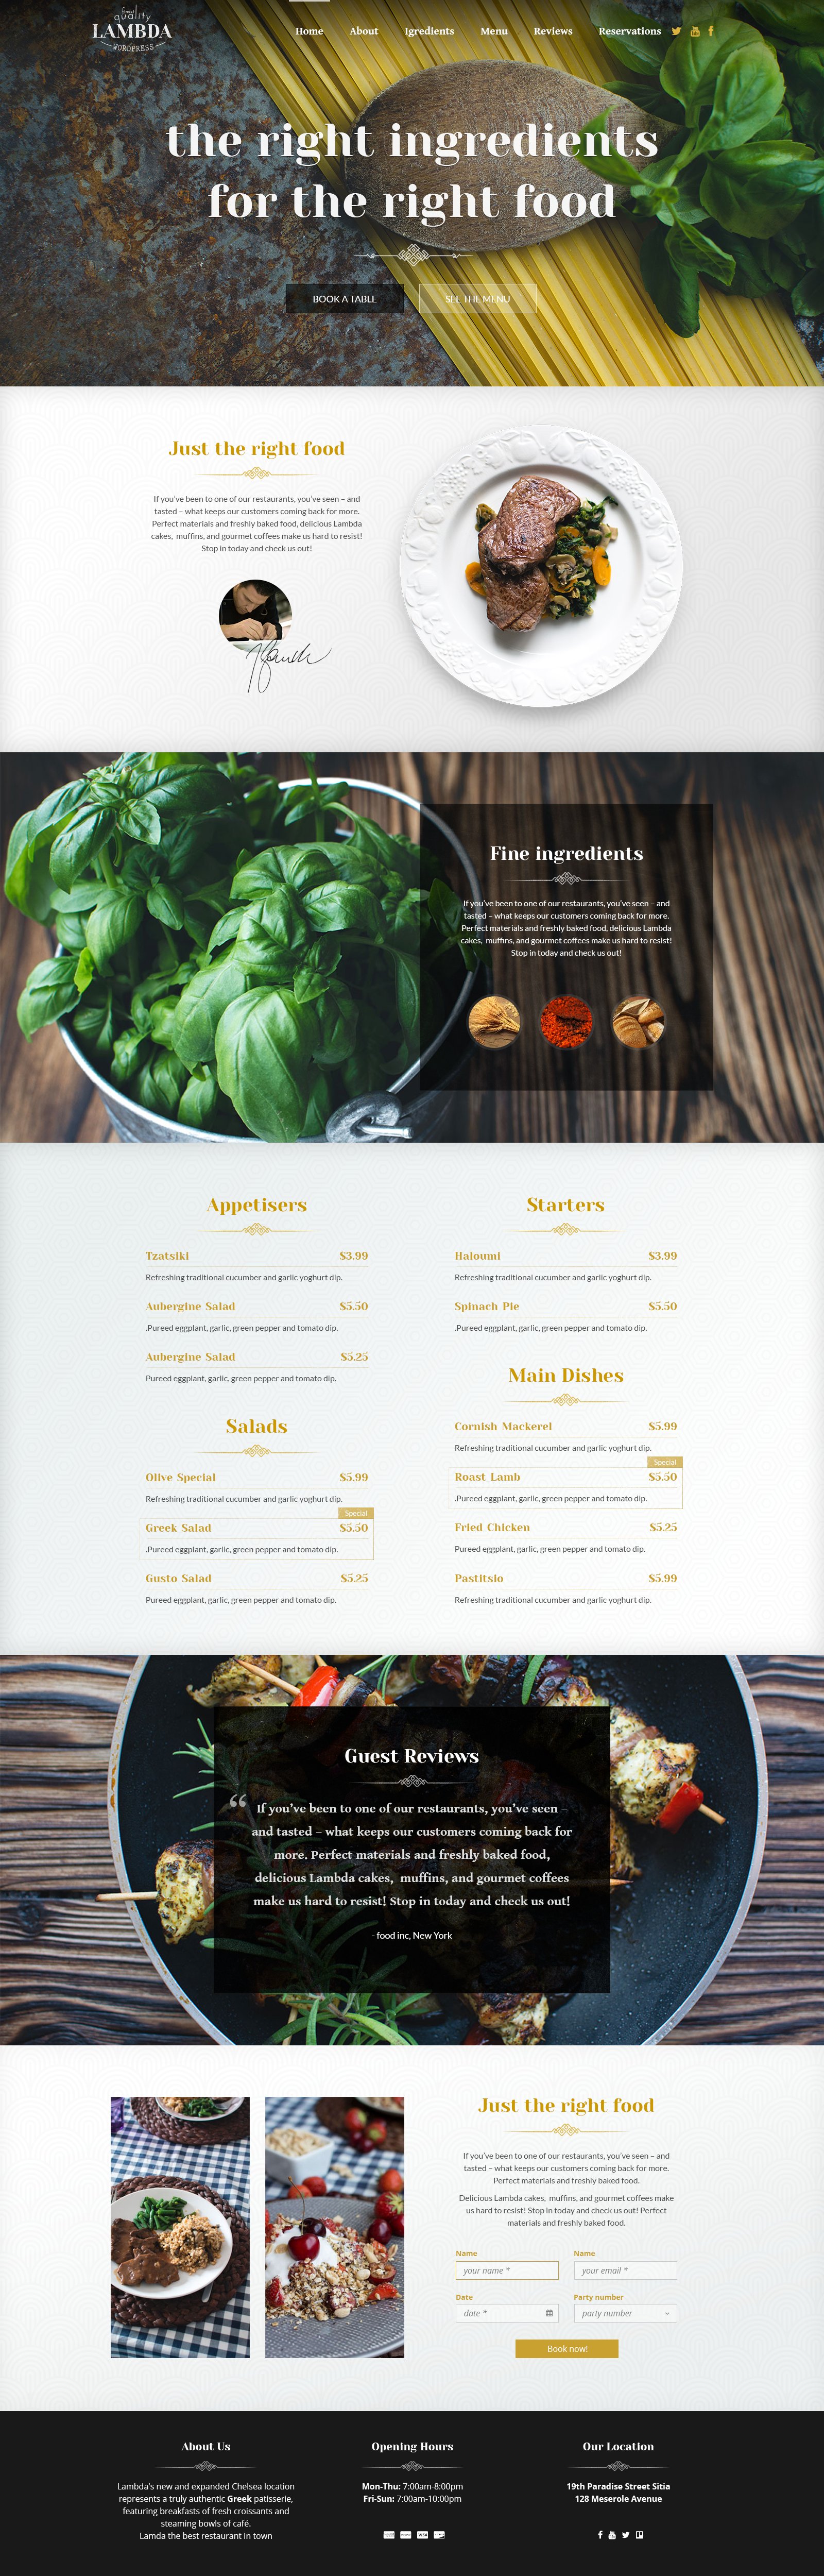 finest
quality
LAMBDA
WORDPRESS
Home About Igredients Menu Reviews Reservations
the right ingredients
for the right food
BOOK A TABLE SEE THE MENU
Just the right food
If you've been to one of our restaurants, you've seen – and
tasted – what keeps our customers coming back for more.
Perfect materials and freshly baked food, delicious Lambda
cakes, muffins, and gourmet coffees make us hard to resist!
Stop in today and check us out!
Fine ingredients
If you've been to one of our restaurants, you've seen – and
tasted – what keeps our customers coming back for more.
Perfect materials and freshly baked food, delicious Lambda
cakes, muffins, and gourmet coffees make us hard to resist!
Stop in today and check us out!
Appetisers
Tzatsiki $3.99
Refreshing traditional cucumber and garlic yoghurt dip.
Aubergine Salad $5.50
.Pureed eggplant, garlic, green pepper and tomato dip.
Aubergine Salad $5.25
Pureed eggplant, garlic, green pepper and tomato dip.
Salads
Olive Special $5.99
Refreshing traditional cucumber and garlic yoghurt dip.
Special
Greek Salad $5.50
.Pureed eggplant, garlic, green pepper and tomato dip.
Gusto Salad $5.25
Pureed eggplant, garlic, green pepper and tomato dip.
Starters
Haloumi $3.99
Refreshing traditional cucumber and garlic yoghurt dip.
Spinach Pie $5.50
.Pureed eggplant, garlic, green pepper and tomato dip.
Main Dishes
Cornish Mackerel $5.99
Refreshing traditional cucumber and garlic yoghurt dip.
Special
Roast Lamb $5.50
.Pureed eggplant, garlic, green pepper and tomato dip.
Fried Chicken $5.25
Pureed eggplant, garlic, green pepper and tomato dip.
Pastitsio $5.99
Refreshing traditional cucumber and garlic yoghurt dip.
Guest Reviews
“ If you've been to one of our restaurants, you've seen –
and tasted – what keeps our customers coming back for
more. Perfect materials and freshly baked food,
delicious Lambda cakes, muffins, and gourmet coffees
make us hard to resist! Stop in today and check us out!
- food inc, New York
Just the right food
If you've been to one of our restaurants, you've seen – and
tasted – what keeps our customers coming back for more.
Perfect materials and freshly baked food.
Delicious Lambda cakes, muffins, and gourmet coffees make
us hard to resist! Stop in today and check us out! Perfect
materials and freshly baked food.
Name Name
your name * your email *
Date Party number
date * party number
Book now!
About Us
Lambda's new and expanded Chelsea location
represents a truly authentic Greek patisserie,
featuring breakfasts of fresh croissants and
steaming bowls of café.
Lamda the best restaurant in town
Opening Hours
Mon-Thu: 7:00am-8:00pm
Fri-Sun: 7:00am-10:00pm
VISA
Our Location
19th Paradise Street Sitia
128 Meserole Avenue